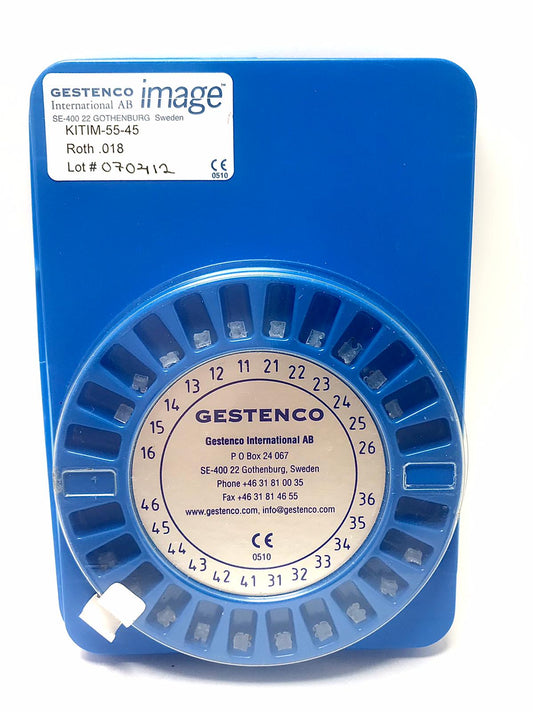 GESTENCO image™
International AB
SE-400 22 GOTHENBURG Sweden
KITIM-55-45
Roth .018
Lot # 070212
CE
0510
16 15 14 13 12 11 21 22 23 24 25 26
GESTENCO
Gestenco International AB
P O Box 24 067
SE-400 22 Gothenburg, Sweden
Phone +46 31 81 00 35
Fax +46 31 81 46 55
www.gestenco.com, info@gestenco.com
CE
0510
46 45 44 43 42 41 31 32 33 34 35 36
1